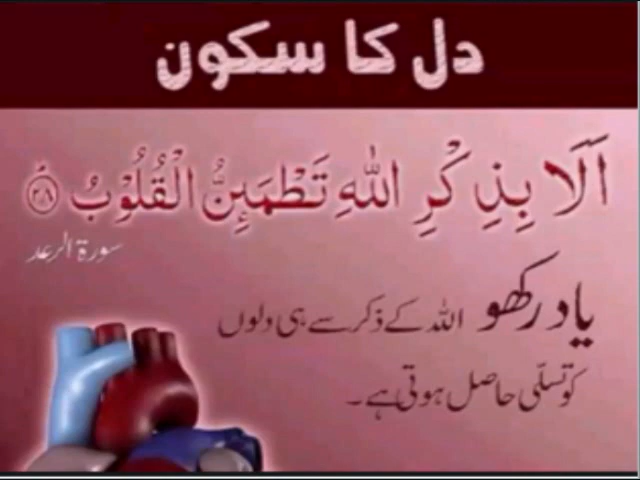 دل کا سکون
اَلَا بِذِكْرِ اللّٰهِ تَطْمَىِٕنُّ الْقُلُوْبُ ؕ۲۸
سورۃ الرعد
یاد رکھو اللہ کے ذکر سے ہی دلوں
کو تسلّی حاصل ہوتی ہے۔